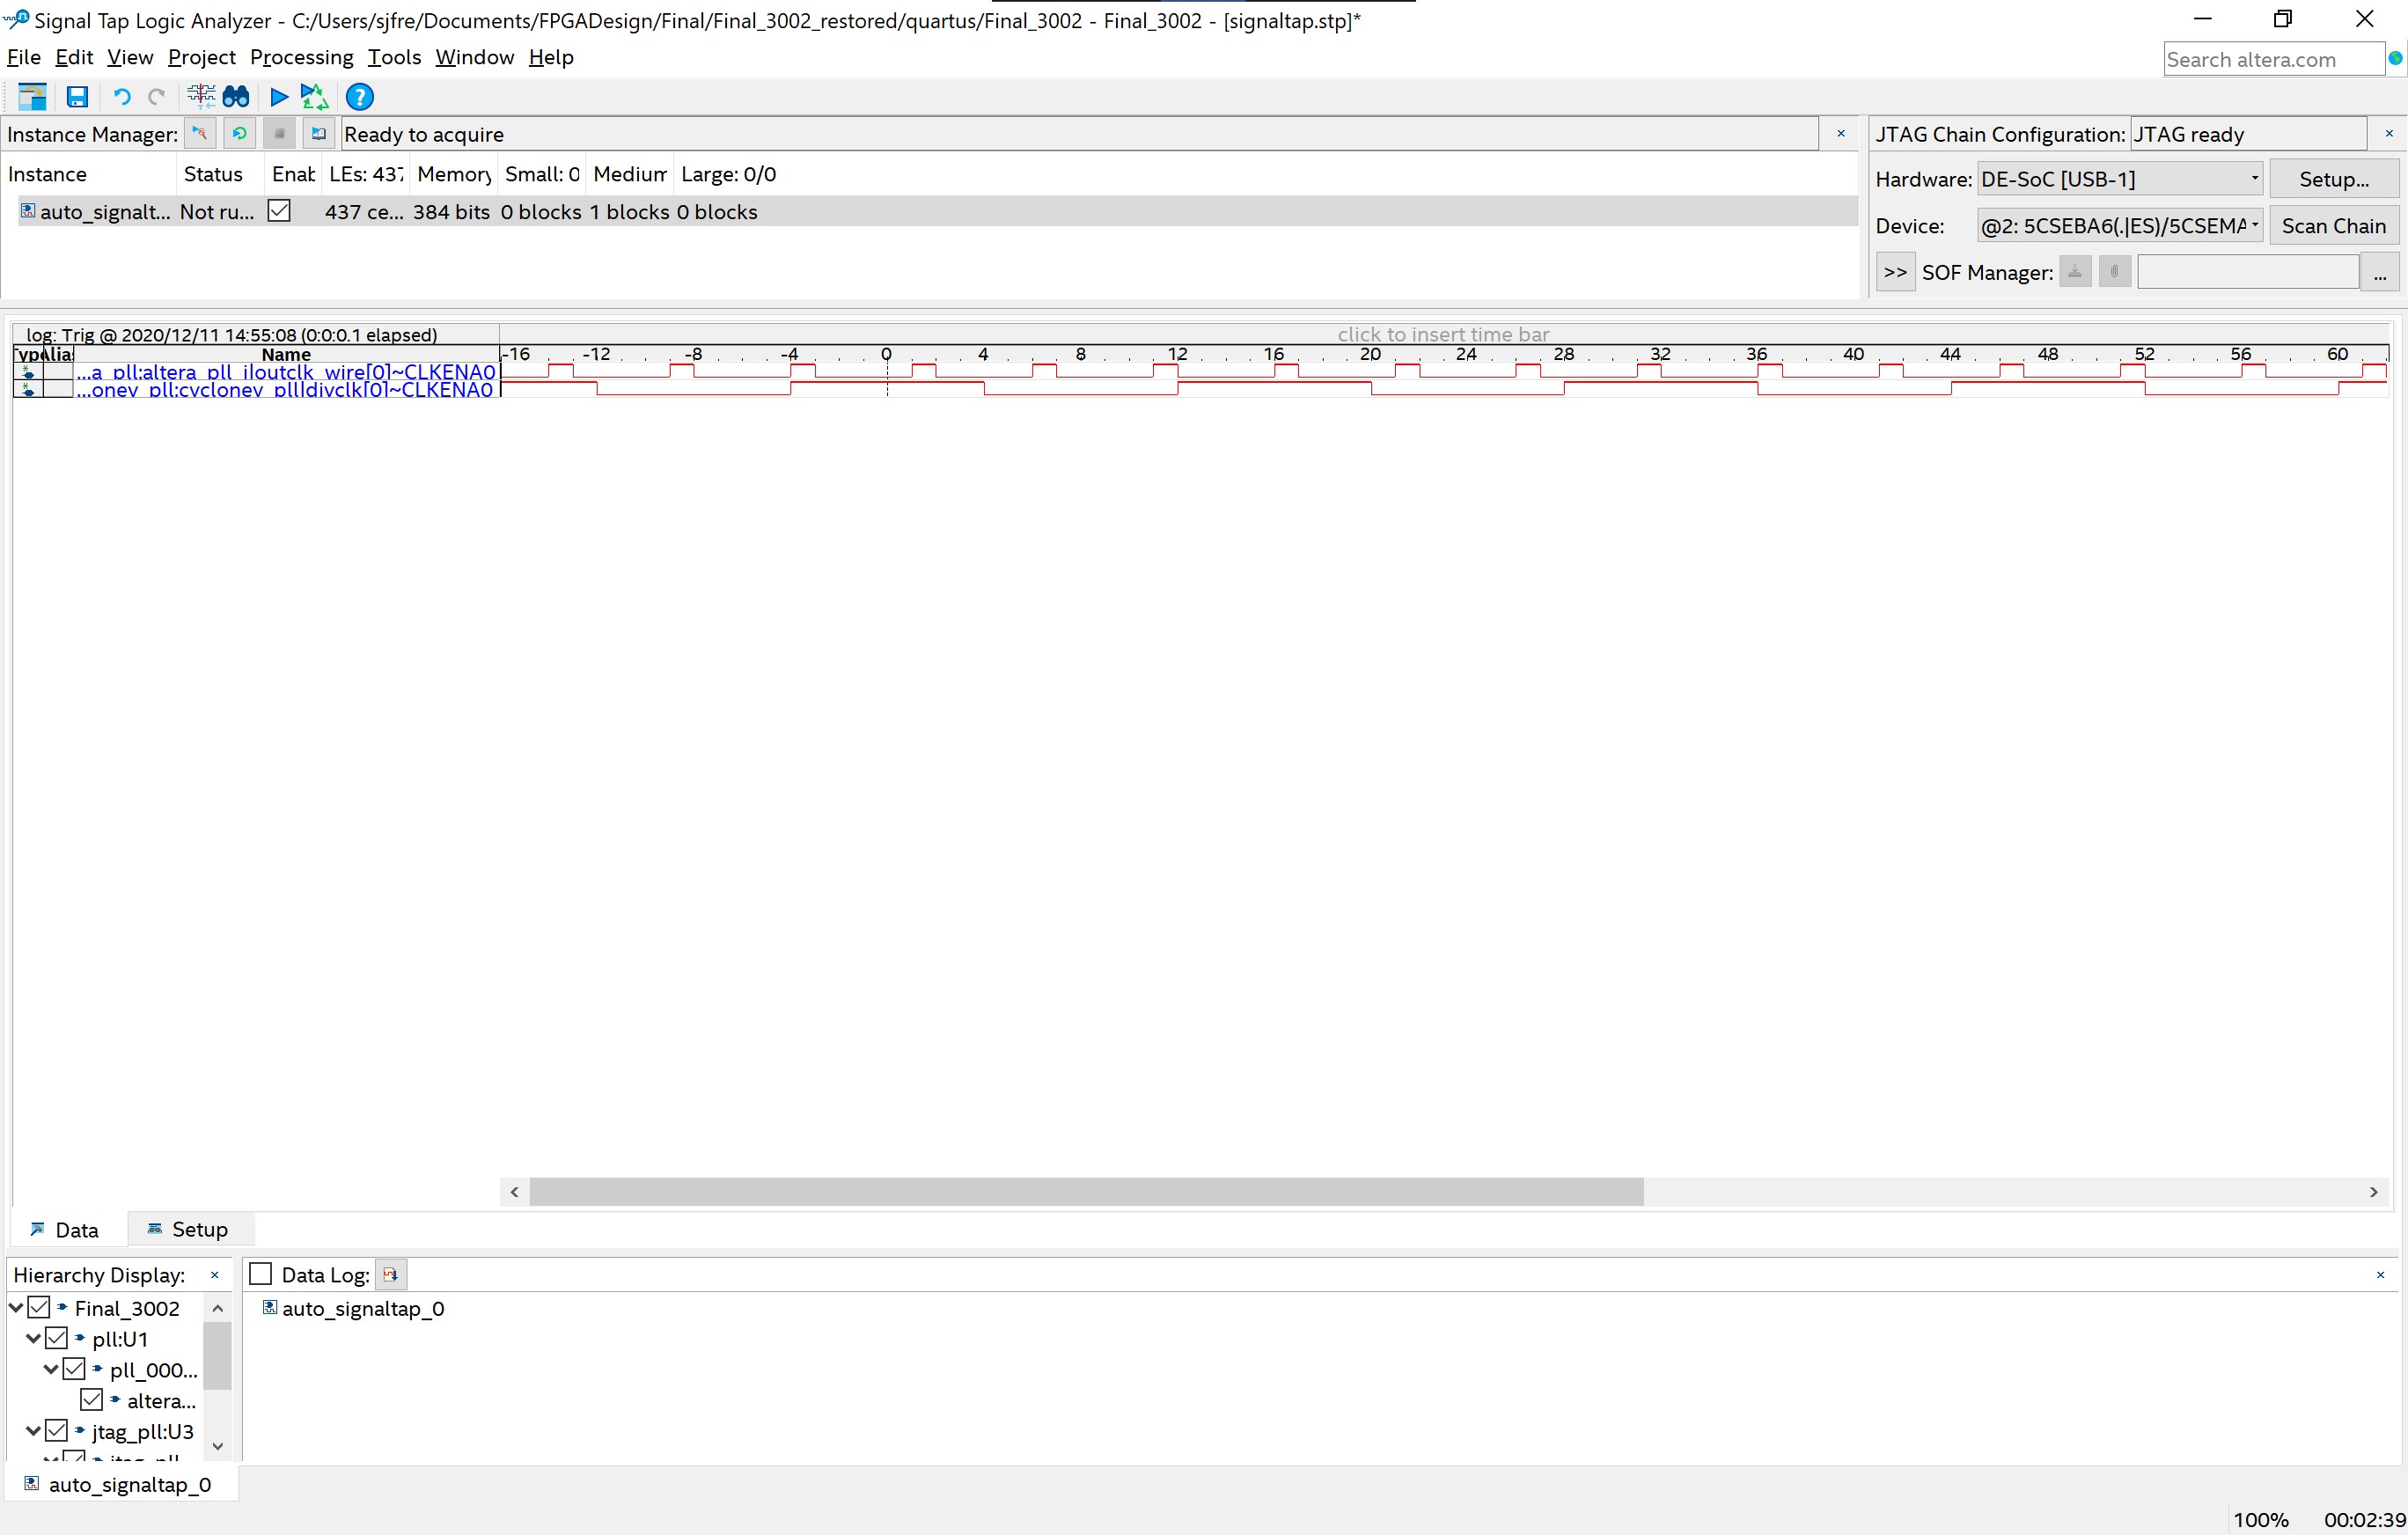 Signal Tap Logic Analyzer - C:/Users/sjfre/Documents/FPGADesign/Final/Final_3002_restored/quartus/Final_3002 - Final_3002 - [signaltap.stp]*
File Edit View Project Processing Tools Window Help
Search altera.com
Instance Manager: Ready to acquire
Instance Status Enab LEs: 437 Memory Small: 0 Medium Large: 0/0
auto_signalt... Not ru... 437 ce... 384 bits 0 blocks 1 blocks 0 blocks
JTAG Chain Configuration: JTAG ready
Hardware: DE-SoC [USB-1] Setup...
Device: @2: 5CSEBA6(.|ES)/5CSEMA Scan Chain
>> SOF Manager: ...
log: Trig @ 2020/12/11 14:55:08 (0:0:0.1 elapsed) click to insert time bar
Type Alias Name -16 -12 -8 -4 0 4 8 12 16 20 24 28 32 36 40 44 48 52 56 60
...a_pll:altera_pll_i|outclk_wire[0]~CLKENA0
...onev_pll:cyclonev_pll|divclk[0]~CLKENA0
Data Setup
Hierarchy Display:
Final_3002
pll:U1
pll_000...
altera...
jtag_pll:U3
jtag_pll
Data Log:
auto_signaltap_0
auto_signaltap_0
100% 00:02:39